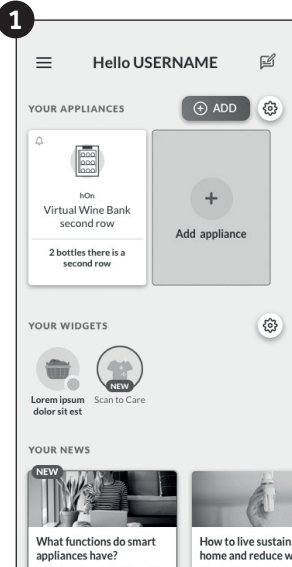 1
Hello USERNAME
YOUR APPLIANCES
ADD
hOn
Virtual Wine Bank
second row
2 bottles there is a
second row
Add appliance
YOUR WIDGETS
NEW
Lorem ipsum
dolor sit est
Scan to Care
YOUR NEWS
NEW
What functions do smart
appliances have?
How to live sustain
home and reduce w